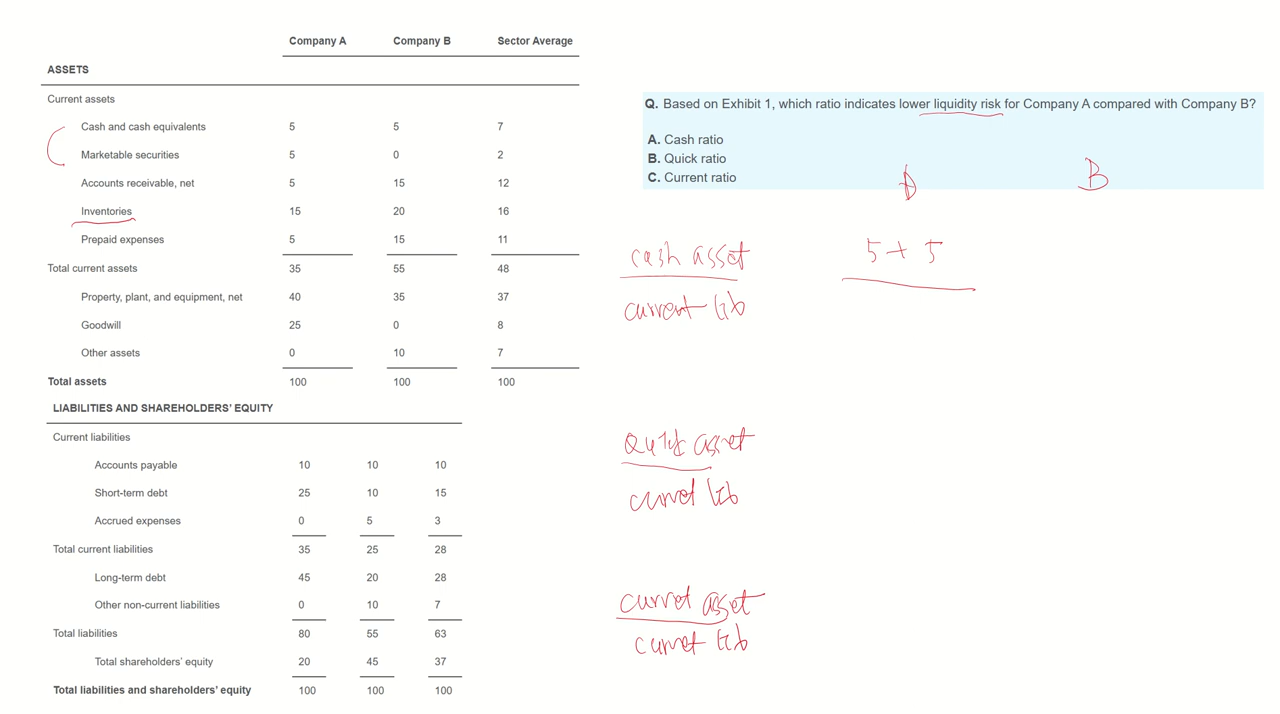 Company A Company B Sector Average
ASSETS
Current assets
Cash and cash equivalents 5 5 7
Marketable securities 5 0 2
Accounts receivable, net 5 15 12
Inventories 15 20 16
Prepaid expenses 5 15 11
Total current assets 35 55 48
Property, plant, and equipment, net 40 35 37
Goodwill 25 0 8
Other assets 0 10 7
Total assets 100 100 100
LIABILITIES AND SHAREHOLDERS' EQUITY
Current liabilities
Accounts payable 10 10 10
Short-term debt 25 10 15
Accrued expenses 0 5 3
Total current liabilities 35 25 28
Long-term debt 45 20 28
Other non-current liabilities 0 10 7
Total liabilities 80 55 63
Total shareholders' equity 20 45 37
Total liabilities and shareholders' equity 100 100 100
Q. Based on Exhibit 1, which ratio indicates lower liquidity risk for Company A compared with Company B?
A. Cash ratio
B. Quick ratio
C. Current ratio
A B
cash asset 5 + 5
current lib
Quick asset
curret lib
curret asset
curret lib